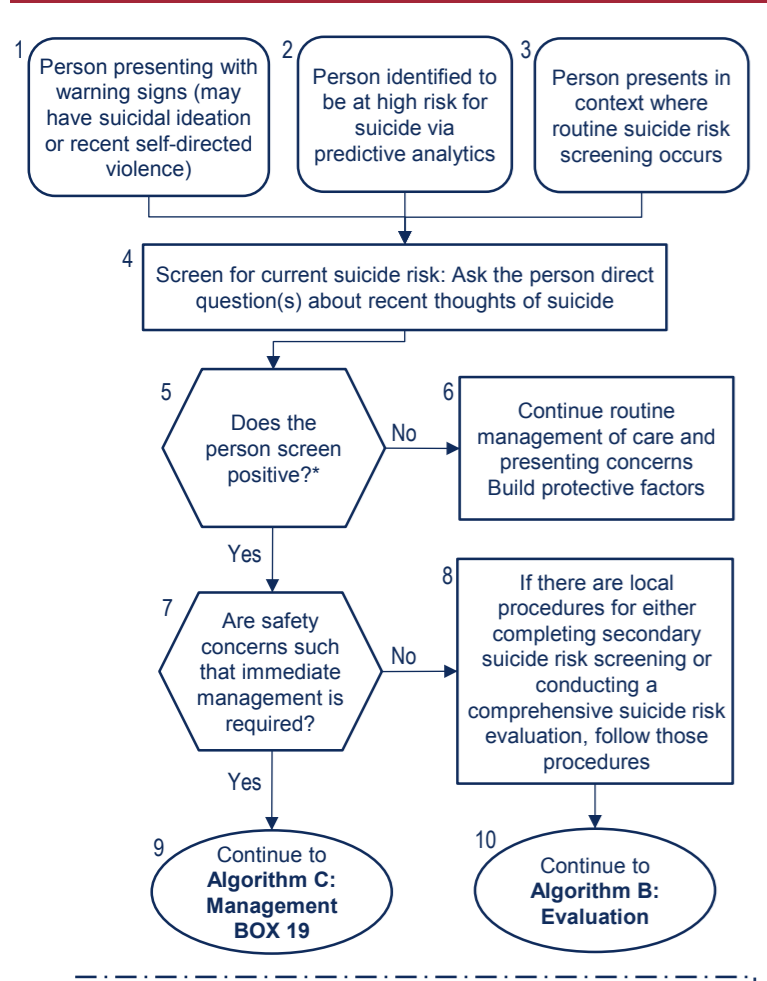 1
Person presenting with
warning signs (may
have suicidal ideation
or recent self-directed
violence)
2
Person identified to
be at high risk for
suicide via
predictive analytics
3
Person presents in
context where
routine suicide risk
screening occurs
4
Screen for current suicide risk: Ask the person direct
question(s) about recent thoughts of suicide
5
Does the
person screen
positive?*
No
6
Continue routine
management of care and
presenting concerns
Build protective factors
Yes
7
Are safety
concerns such
that immediate
management is
required?
No
8
If there are local
procedures for either
completing secondary
suicide risk screening or
conducting a
comprehensive suicide risk
evaluation, follow those
procedures
Yes
9
Continue to
Algorithm C:
Management
BOX 19
10
Continue to
Algorithm B:
Evaluation